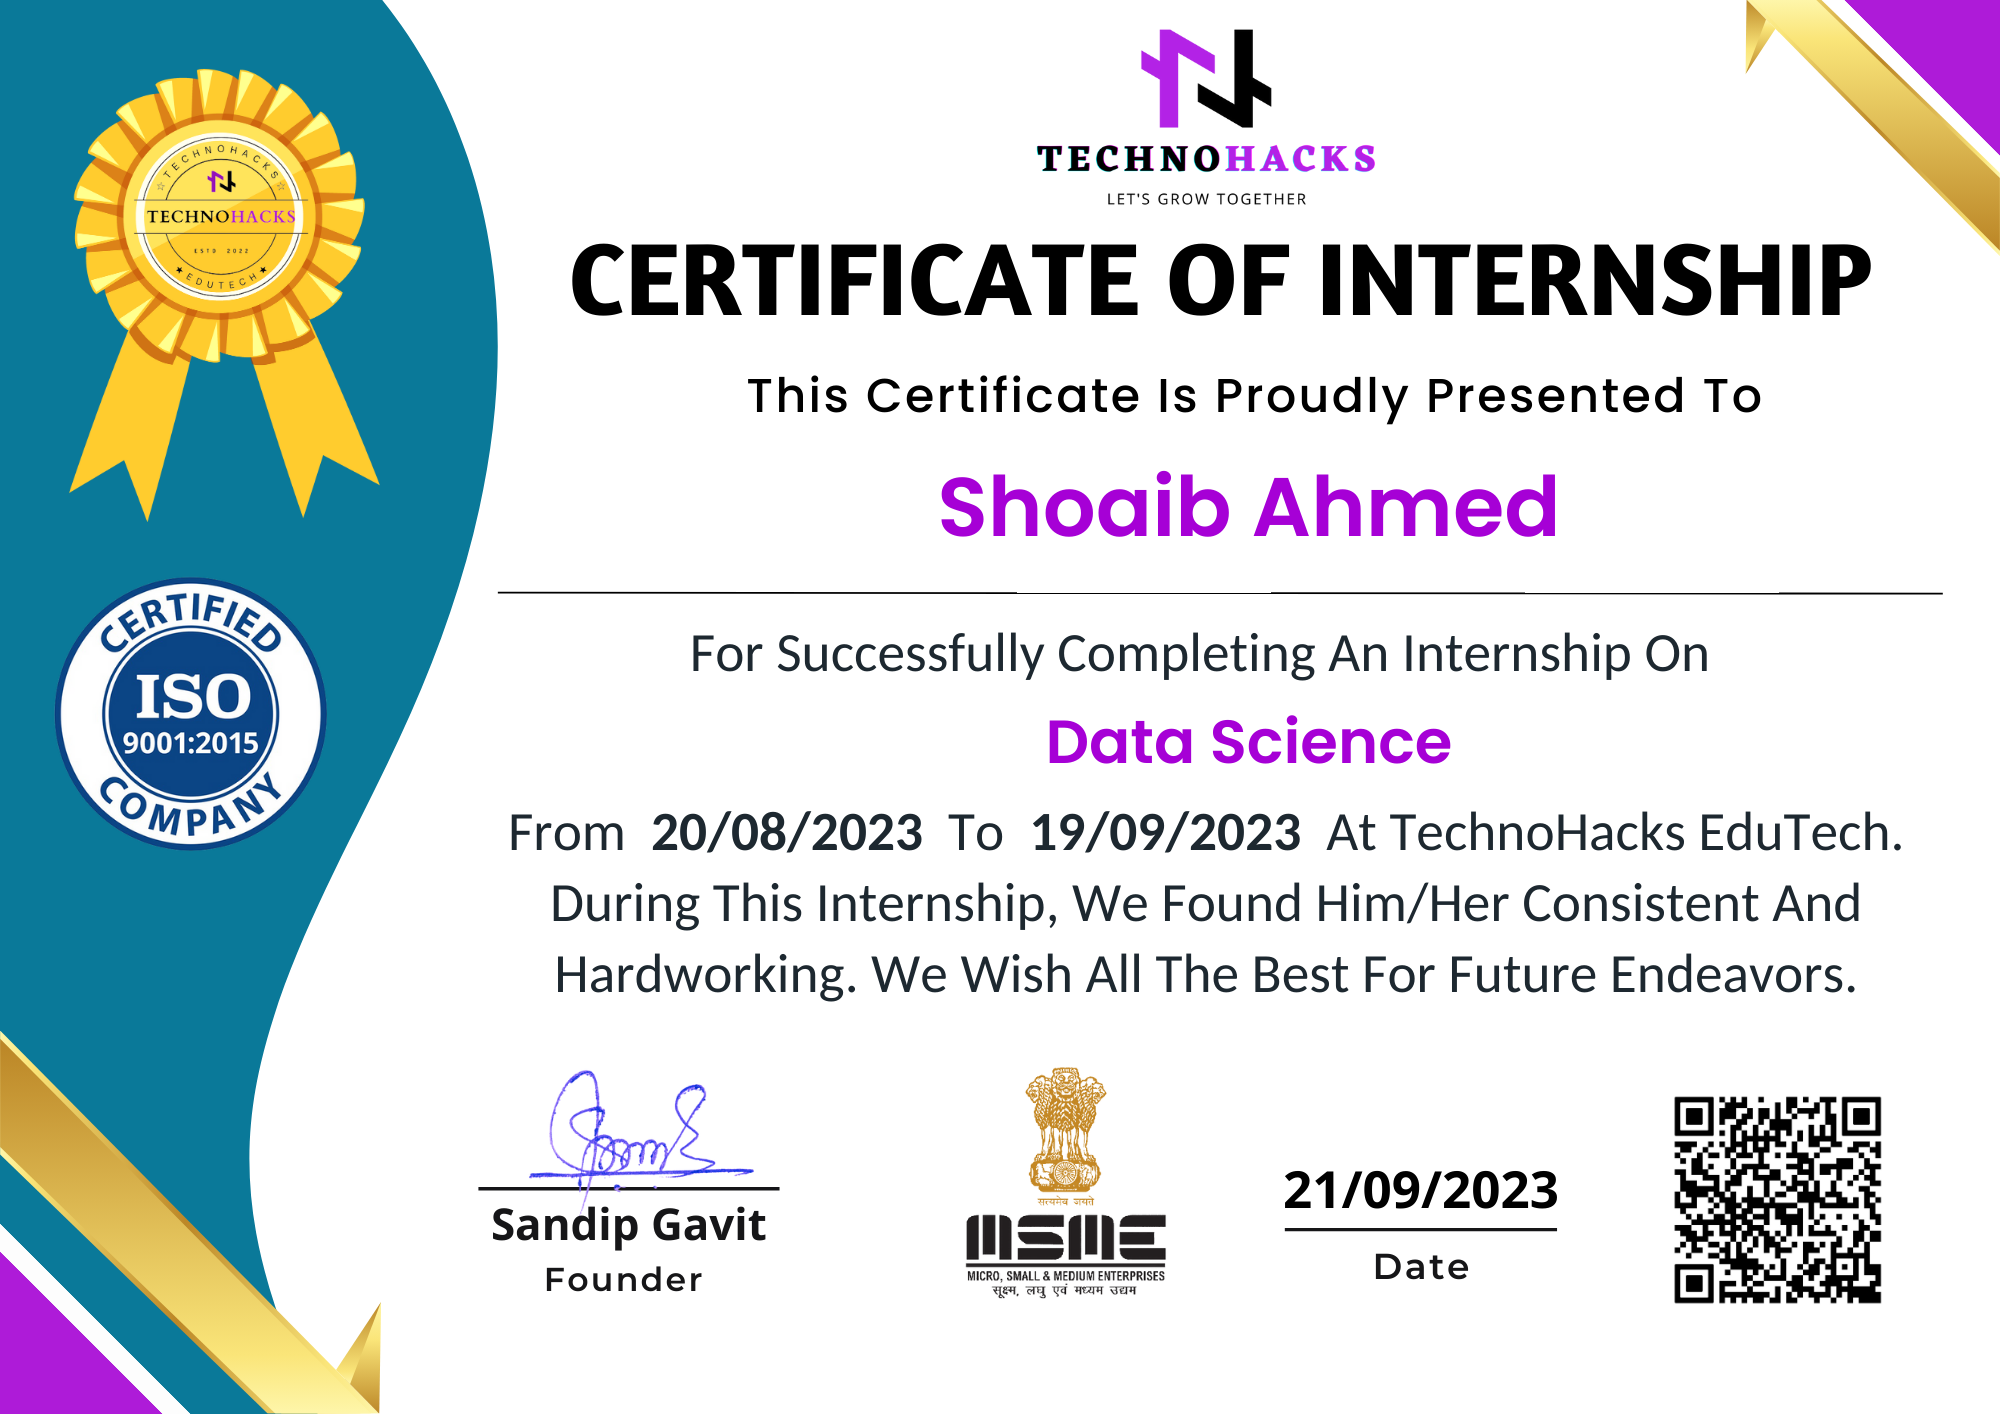 TECHNOHACKS
TECHNOHACKS
ESTD 2022
EDUTECH
CERTIFIED
ISO
9001:2015
COMPANY
TECHNOHACKS
LET'S GROW TOGETHER
CERTIFICATE OF INTERNSHIP
This Certificate Is Proudly Presented To
Shoaib Ahmed
For Successfully Completing An Internship On
Data Science
From 20/08/2023 To 19/09/2023 At TechnoHacks EduTech.
During This Internship, We Found Him/Her Consistent And
Hardworking. We Wish All The Best For Future Endeavors.
Sandip Gavit
Founder
सत्यमेव जयते
MSME
MICRO, SMALL & MEDIUM ENTERPRISES
सूक्ष्म, लघु एवं मध्यम उद्यम
21/09/2023
Date